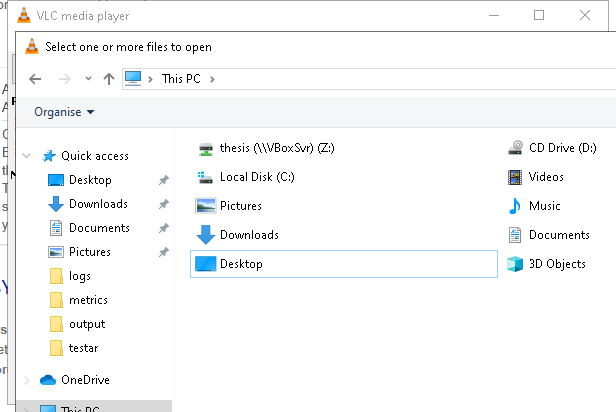 VLC media player
Select one or more files to open
This PC
Organise
Quick access
Desktop
Downloads
Documents
Pictures
logs
metrics
output
testar
OneDrive
This PC
thesis (\\VBoxSvr) (Z:)
CD Drive (D:)
Local Disk (C:)
Videos
Pictures
Music
Downloads
Documents
Desktop
3D Objects